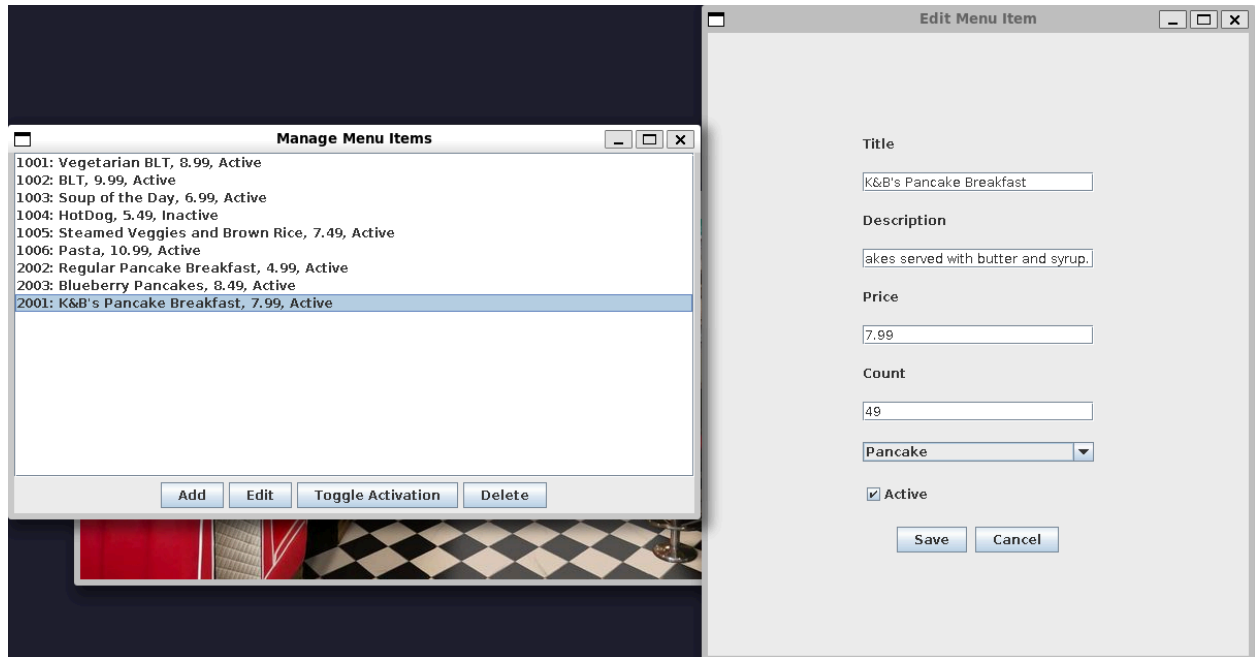 Manage Menu Items
1001: Vegetarian BLT, 8.99, Active
1002: BLT, 9.99, Active
1003: Soup of the Day, 6.99, Active
1004: HotDog, 5.49, Inactive
1005: Steamed Veggies and Brown Rice, 7.49, Active
1006: Pasta, 10.99, Active
2002: Regular Pancake Breakfast, 4.99, Active
2003: Blueberry Pancakes, 8.49, Active
2001: K&B's Pancake Breakfast, 7.99, Active
Add Edit Toggle Activation Delete
Edit Menu Item
Title
K&B's Pancake Breakfast
Description
akes served with butter and syrup.
Price
7.99
Count
49
Pancake
Active
Save Cancel